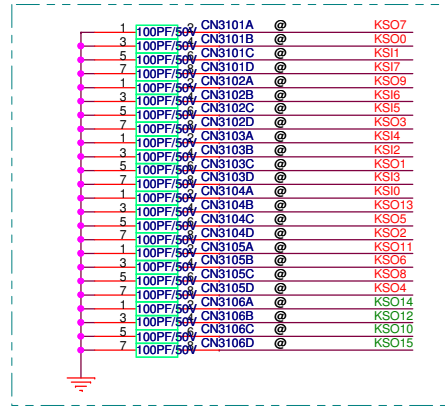 1 100PF/50V 2 CN3101A @ KSO7
3 100PF/50V 4 CN3101B @ KSO0
5 100PF/50V 6 CN3101C @ KSI1
7 100PF/50V 8 CN3101D @ KSI7
1 100PF/50V 2 CN3102A @ KSO9
3 100PF/50V 4 CN3102B @ KSI6
5 100PF/50V 6 CN3102C @ KSI5
7 100PF/50V 8 CN3102D @ KSO3
1 100PF/50V 2 CN3103A @ KSI4
3 100PF/50V 4 CN3103B @ KSI2
5 100PF/50V 6 CN3103C @ KSO1
7 100PF/50V 8 CN3103D @ KSI3
1 100PF/50V 2 CN3104A @ KSI0
3 100PF/50V 4 CN3104B @ KSO13
5 100PF/50V 6 CN3104C @ KSO5
7 100PF/50V 8 CN3104D @ KSO2
1 100PF/50V 2 CN3105A @ KSO11
3 100PF/50V 4 CN3105B @ KSO6
5 100PF/50V 6 CN3105C @ KSO8
7 100PF/50V 8 CN3105D @ KSO4
1 100PF/50V 2 CN3106A @ KSO14
3 100PF/50V 4 CN3106B @ KSO12
5 100PF/50V 6 CN3106C @ KSO10
7 100PF/50V 8 CN3106D @ KSO15